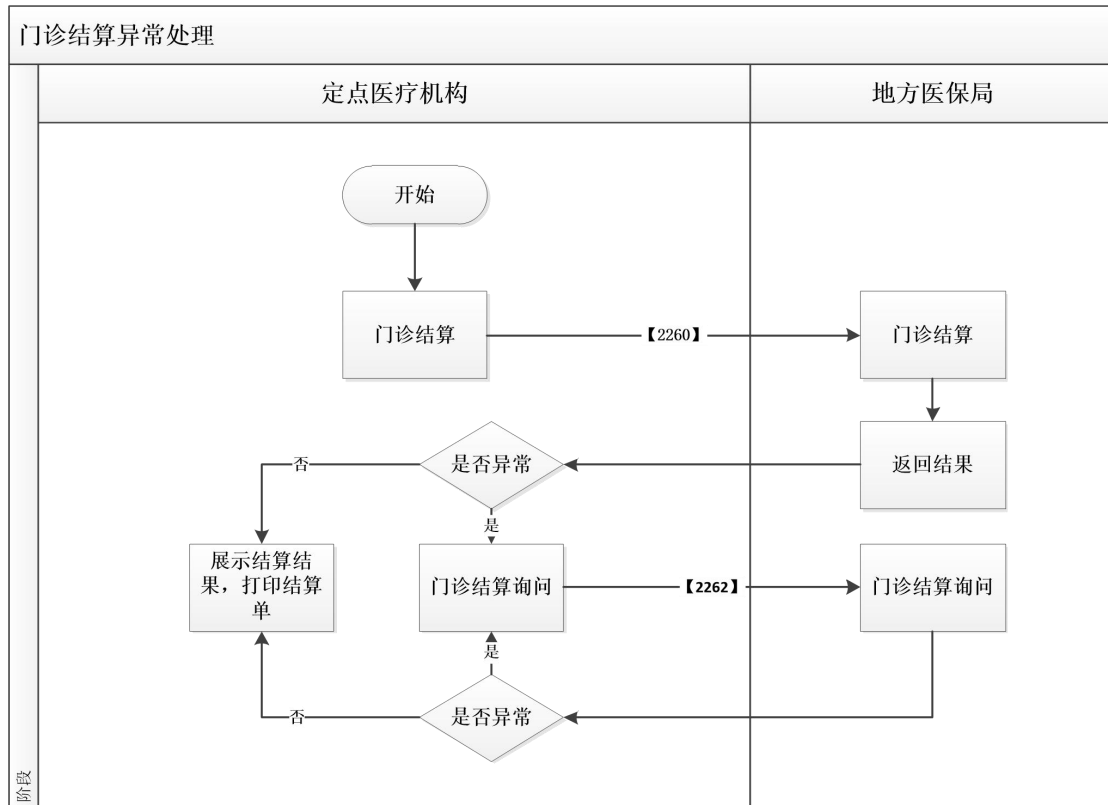 门诊结算异常处理
定点医疗机构
地方医保局
开始
门诊结算
【2260】
门诊结算
是否异常
返回结果
否
是
展示结算结
果，打印结算
单
门诊结算询问
【2262】
门诊结算询问
是
否
是否异常
阶段